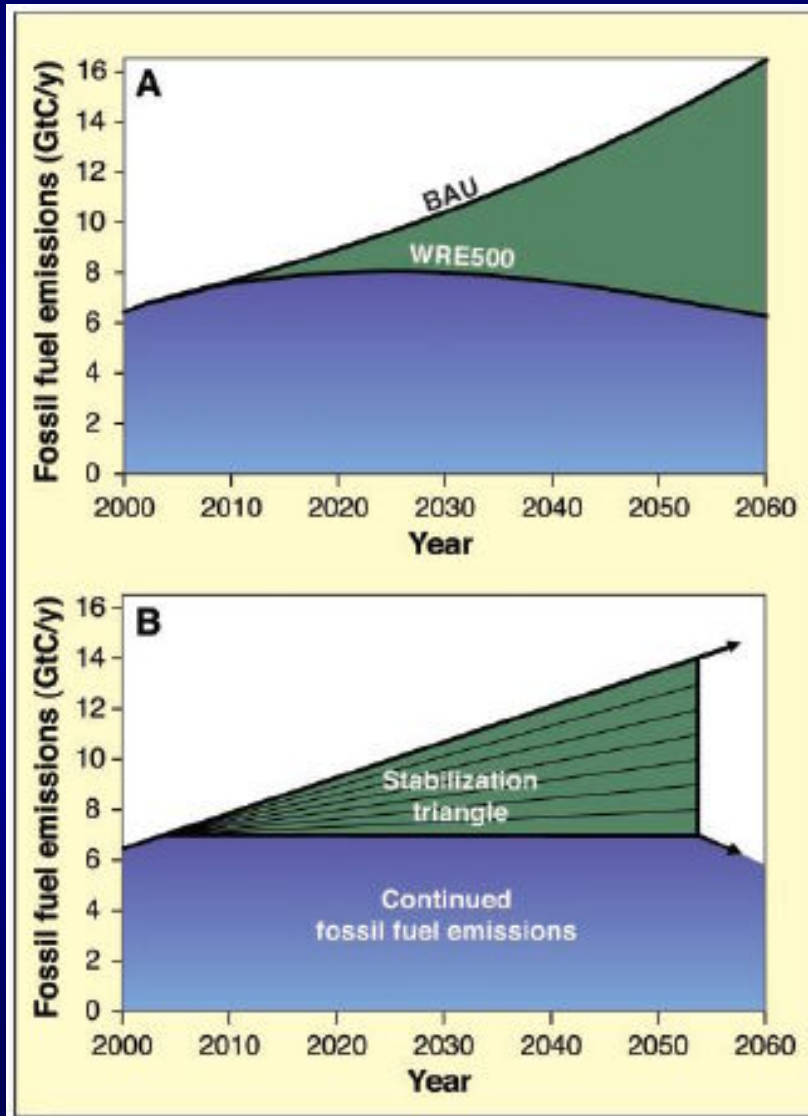 A
Fossil fuel emissions (GtC/y)
16
14
12
10
8
6
4
2
0
BAU
WRE500
2000 2010 2020 2030 2040 2050 2060
Year
B
Fossil fuel emissions (GtC/y)
16
14
12
10
8
6
4
2
0
Stabilization
triangle
Continued
fossil fuel emissions
2000 2010 2020 2030 2040 2050 2060
Year